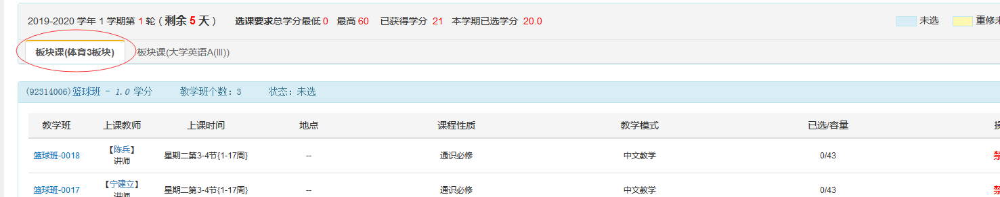 2019-2020 学年 1 学期第 1 轮 ( 剩余 5 天 ) 选课要求总学分最低 0 最高 60 已获得学分 21 本学期已选学分 20.0 未选 重修未
板块课(体育3板块) 板块课(大学英语A(III))
(92314006)篮球班 - 1.0 学分 教学班个数：3 状态：未选
教学班 上课教师 上课时间 地点 课程性质 教学模式 已选/容量
篮球班-0018 【陈兵】 讲师 星期二第3-4节{1-17周} -- 通识必修 中文教学 0/43 禁
篮球班-0017 【宁建立】 讲师 星期二第3-4节{1-17周} -- 通识必修 中文教学 0/43 禁